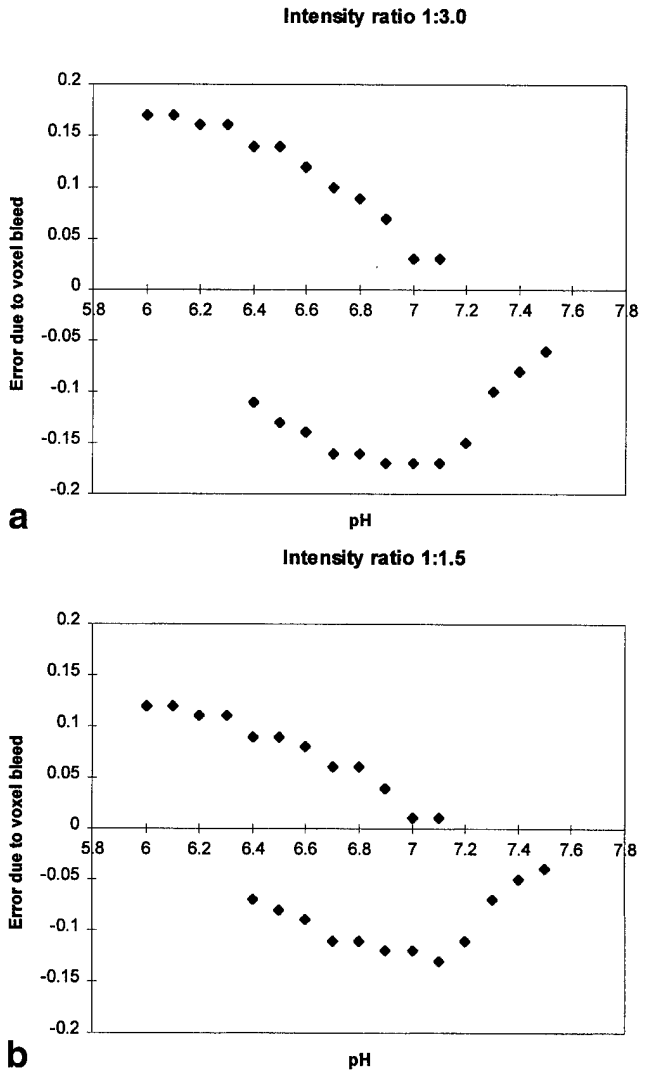 Intensity ratio 1:3.0
0.2
0.15
0.1
0.05
0
5.8 6 6.2 6.4 6.6 6.8 7 7.2 7.4 7.6 7.8
-0.05
-0.1
-0.15
-0.2
Error due to voxel bleed
a
pH
Intensity ratio 1:1.5
0.2
0.15
0.1
0.05
0
5.8 6 6.2 6.4 6.6 6.8 7 7.2 7.4 7.6 7.8
-0.05
-0.1
-0.15
-0.2
Error due to voxel bleed
b
pH